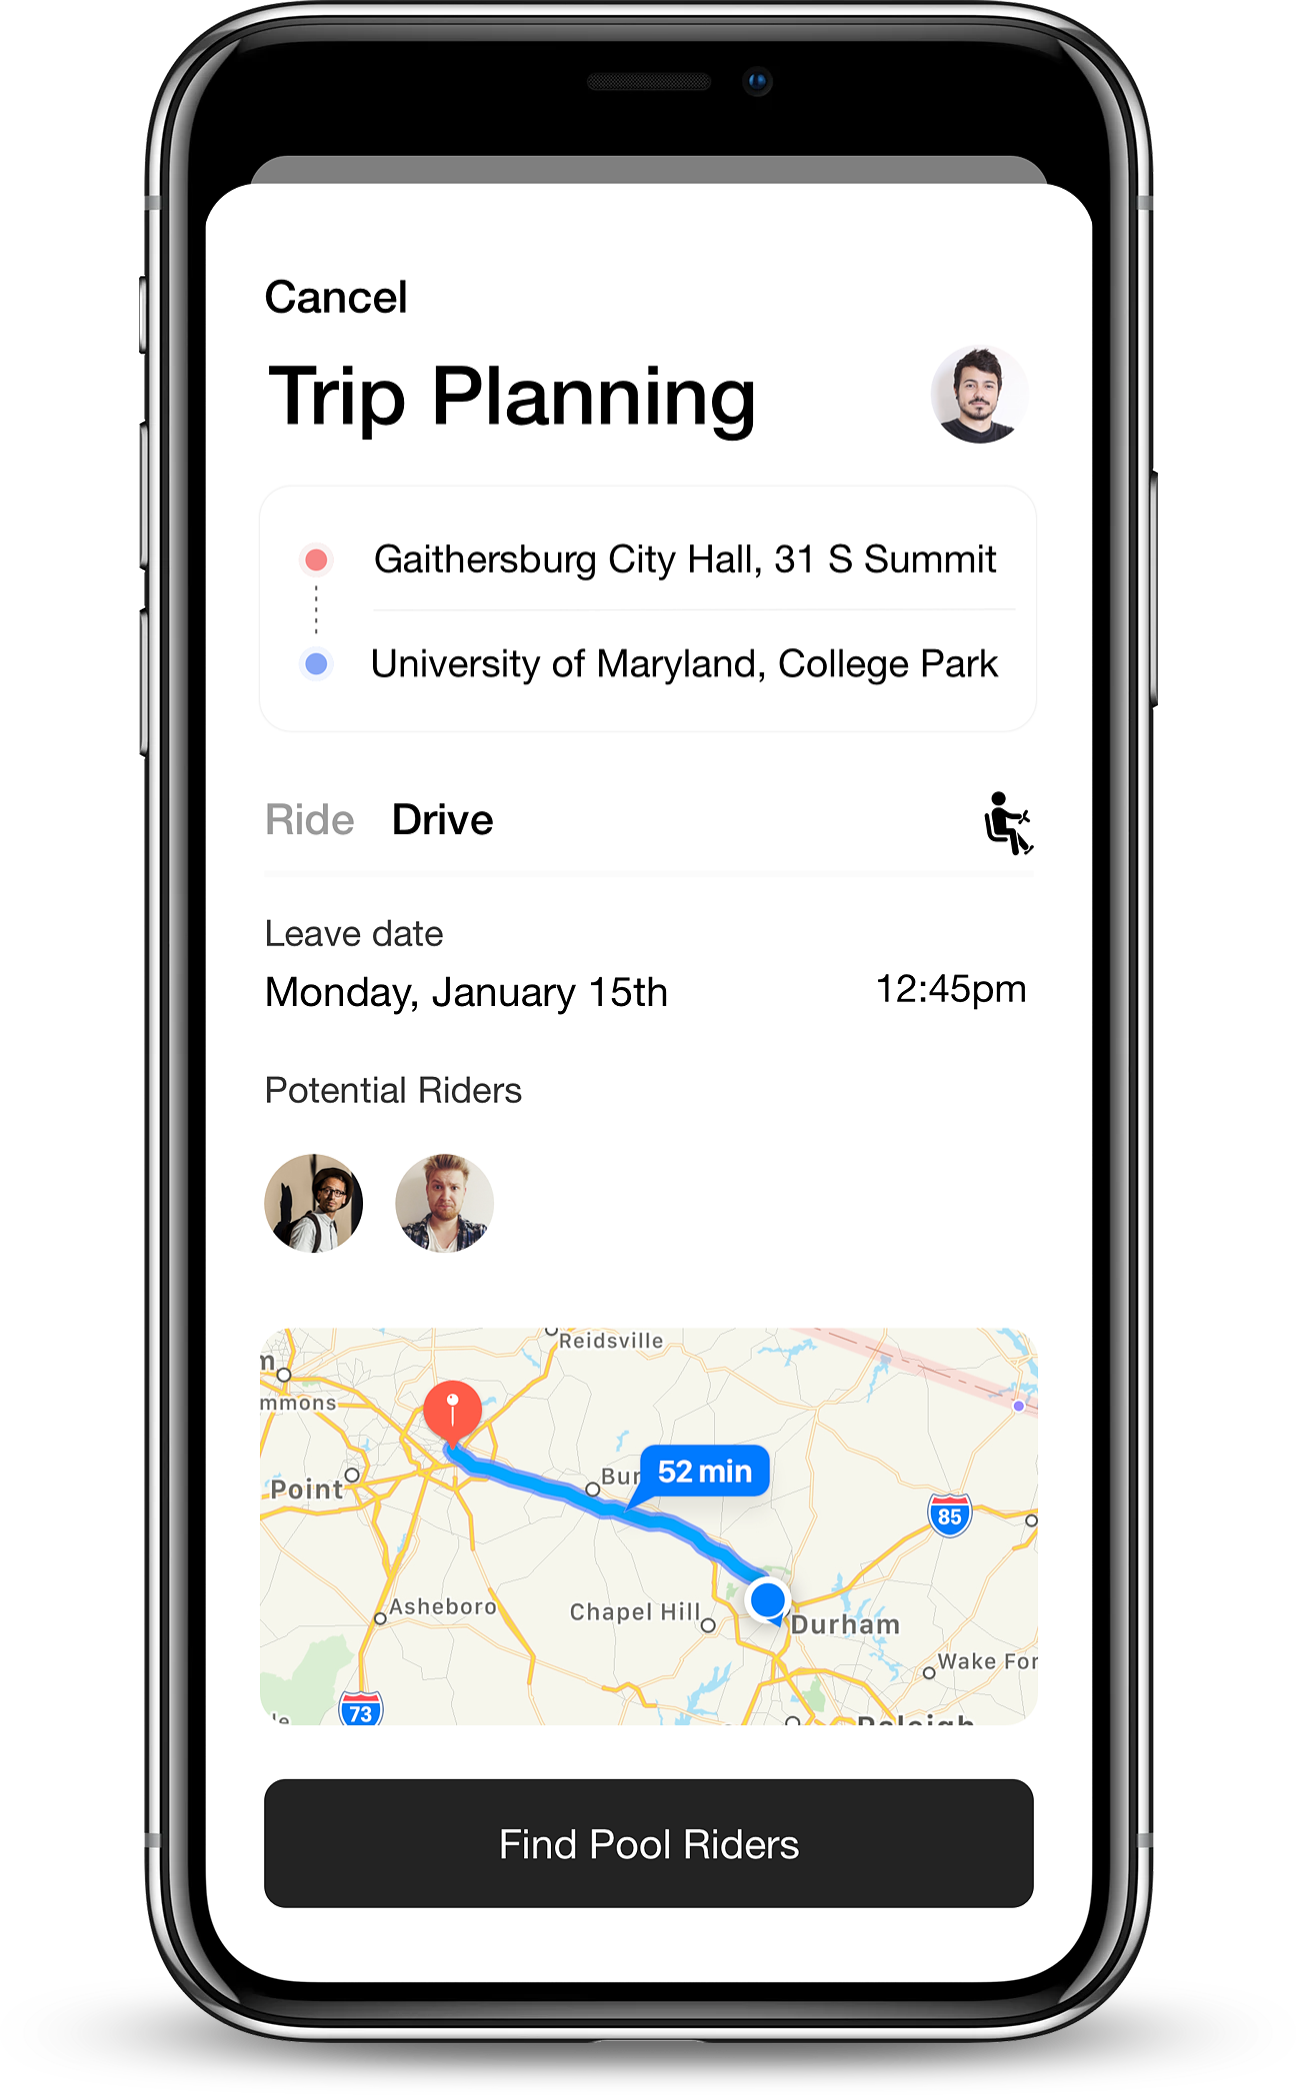 Cancel
Trip Planning
Gaithersburg City Hall, 31 S Summit
University of Maryland, College Park
Ride Drive
Leave date
Monday, January 15th 12:45pm
Potential Riders
Reidsville
mmons
Point
Bur
52 min
85
Asheboro
Chapel Hill
Durham
Wake For
73
Raleigh
Find Pool Riders